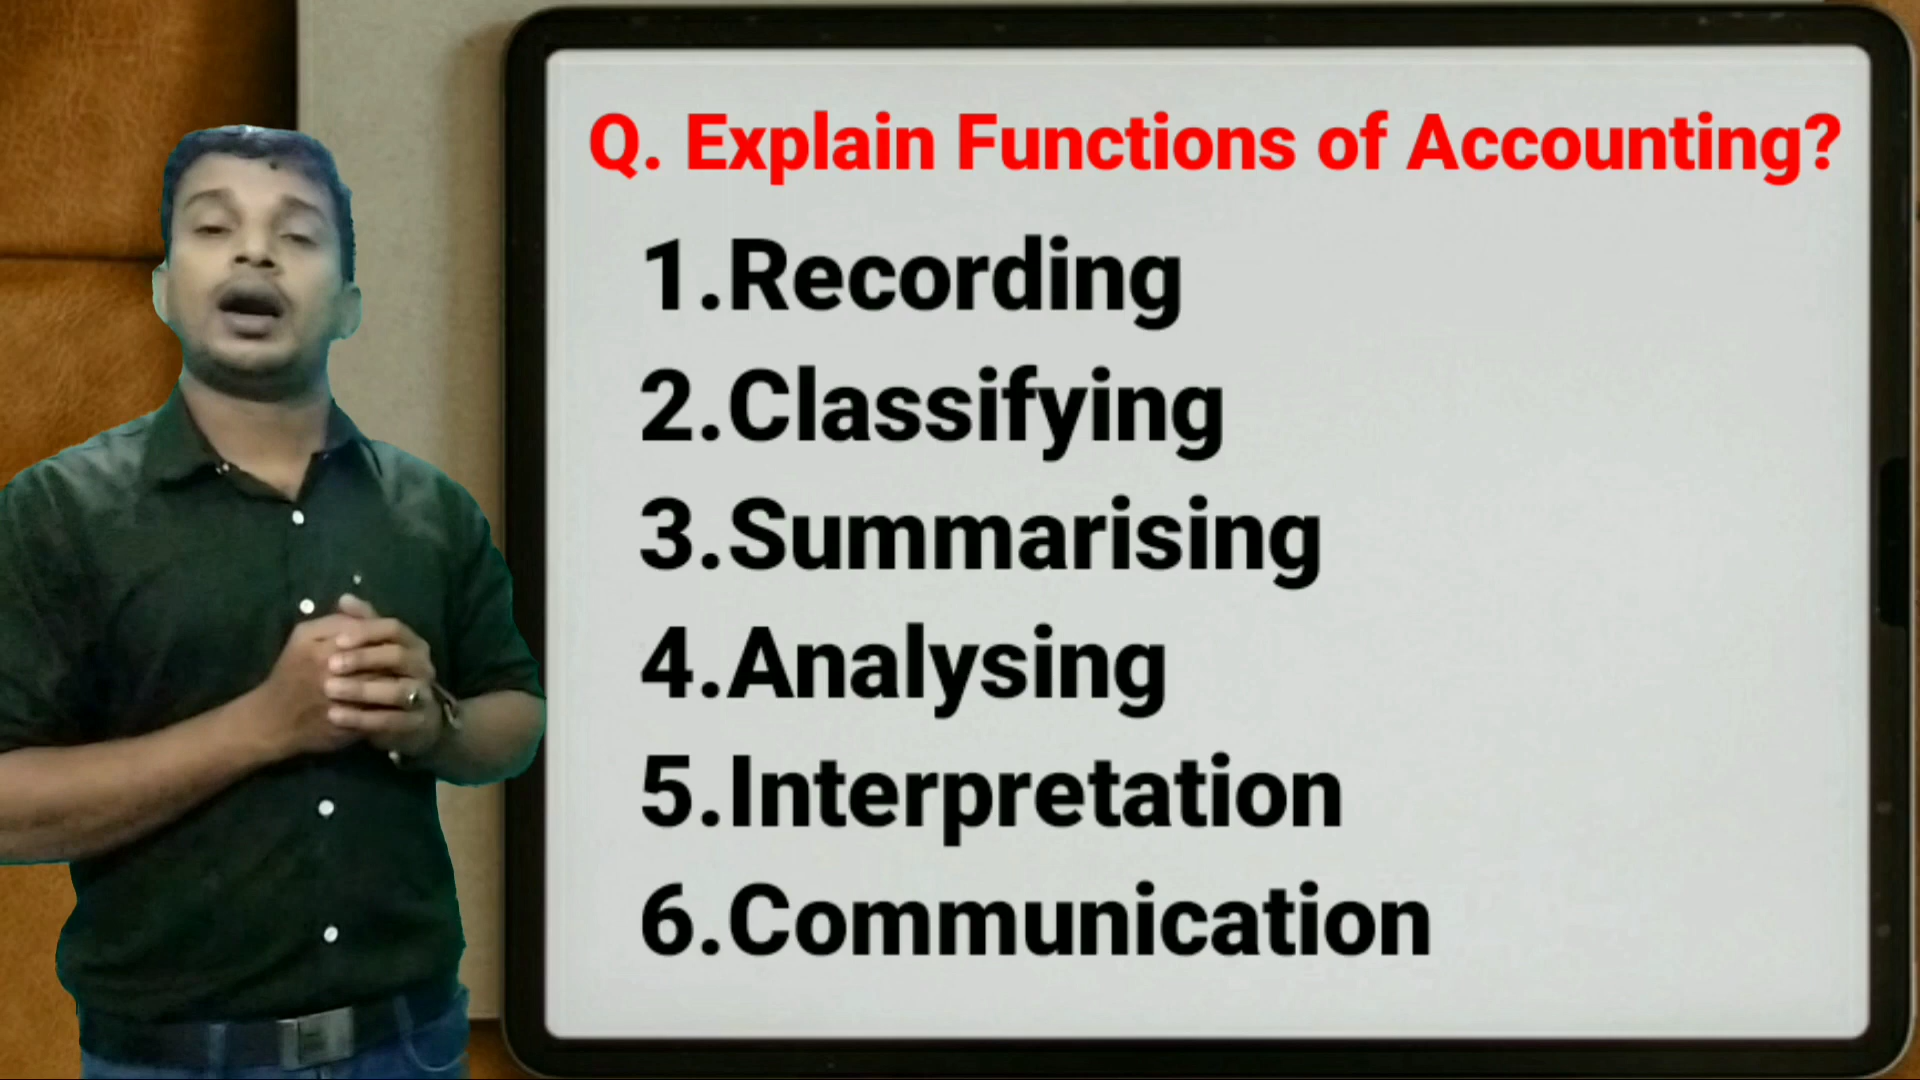 Q. Explain Functions of Accounting?
1.Recording
2.Classifying
3.Summarising
4.Analysing
5.Interpretation
6.Communication